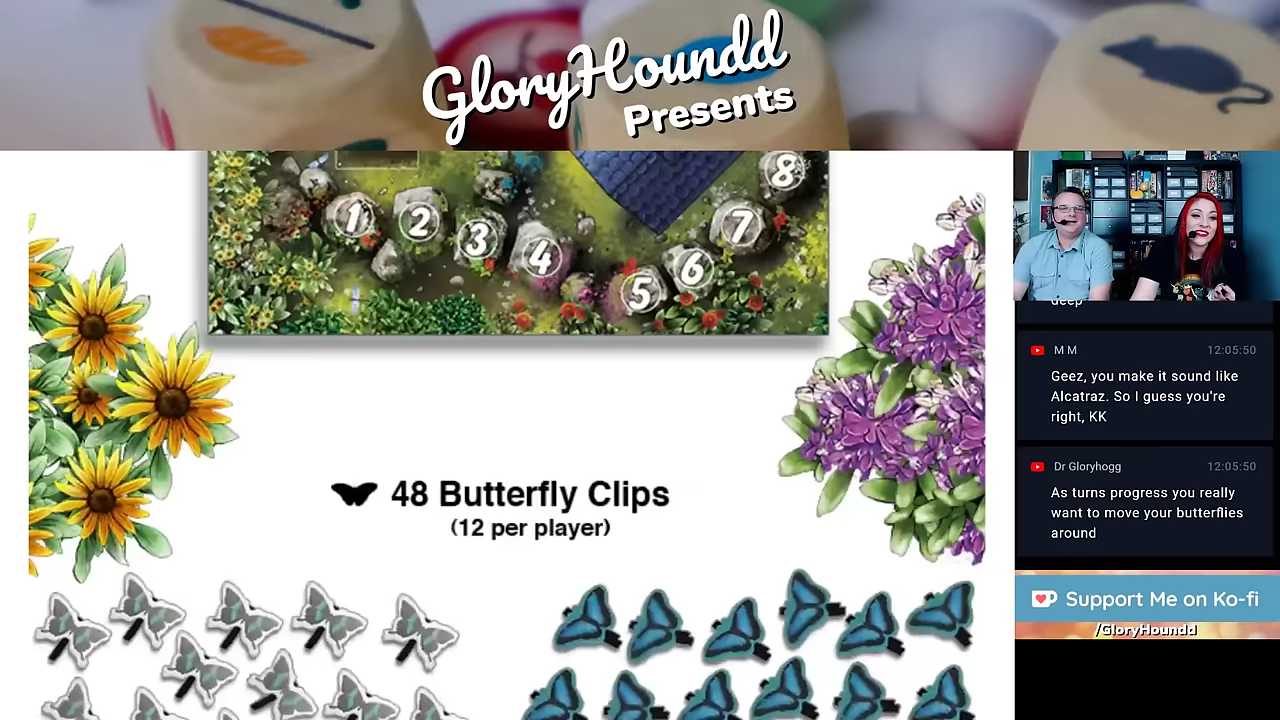 GloryHoundd
Presents
1 2 3 4 5 6 7 8
48 Butterfly Clips
(12 per player)
deep
M M 12:05:50
Geez, you make it sound like
Alcatraz. So I guess you're
right, KK
Dr Gloryhogg 12:05:50
As turns progress you really
want to move your butterflies
around
Support Me on Ko-fi
/GloryHoundd